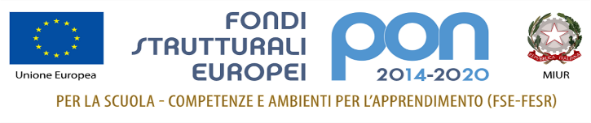 FONDI
STRUTTURALI
EUROPEI
pon
2014-2020
Unione Europea
MIUR
PER LA SCUOLA - COMPETENZE E AMBIENTI PER L'APPRENDIMENTO (FSE-FESR)